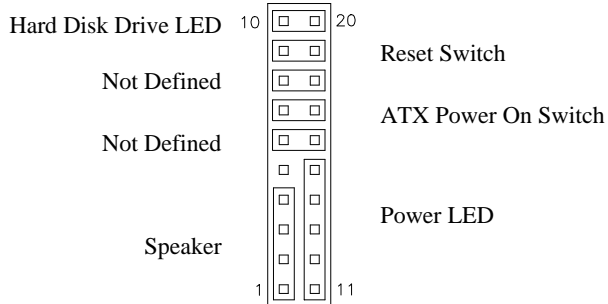 Hard Disk Drive LED 10 20
Reset Switch
Not Defined
ATX Power On Switch
Not Defined
Power LED
Speaker
1 11